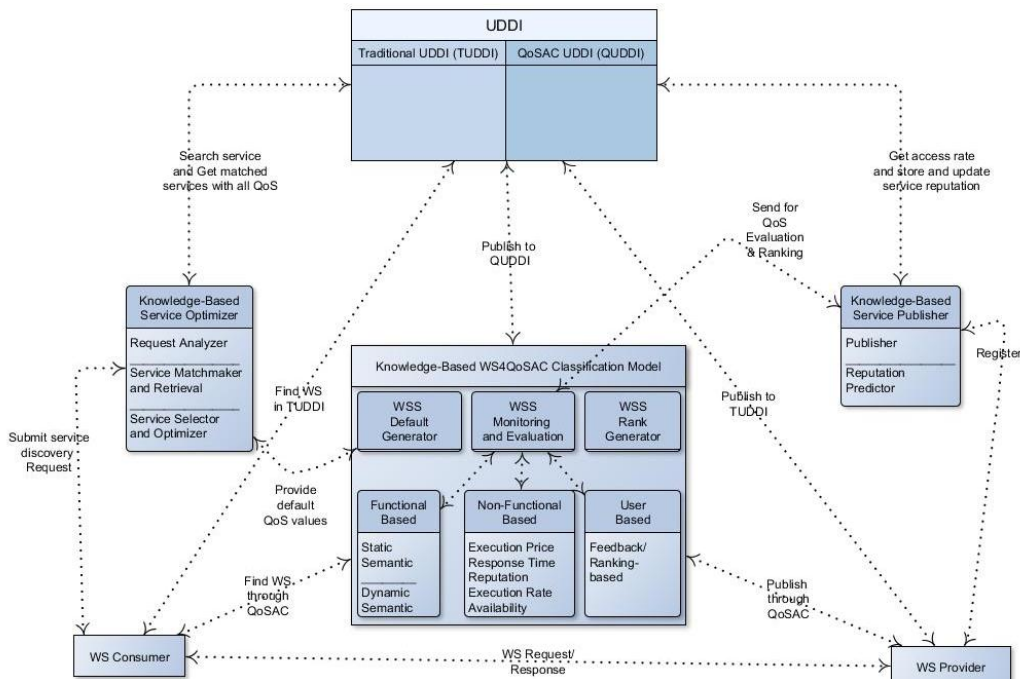 UDDI
Traditional UDDI (TUDDI)
QoSAC UDDI (QUDDI)
Search service
and Get matched
services with all QoS
Get access rate
and store and update
service reputation
Send for
QoS
Evaluation
& Ranking
Publish to
QUDDI
Knowledge-Based
Service Optimizer
Request Analyzer
Service Matchmaker
and Retrieval
Service Selector
and Optimizer
Knowledge-Based
Service Publisher
Publisher
Reputation
Predictor
Register
Find WS
in TUDDI
Publish to
TUDDI
Knowledge-Based WS4QoSAC Classification Model
WSS
Default
Generator
WSS
Monitoring
and Evaluation
WSS
Rank
Generator
Submit service
discovery
Request
Provide
default
QoS values
Functional
Based
Static
Semantic
Dynamic
Semantic
Non-Functional
Based
Execution Price
Response Time
Reputation
Execution Rate
Availability
User
Based
Feedback/
Ranking-
based
Find WS
through
QoSAC
Publish
through
QoSAC
WS Consumer
WS Request/
Response
WS Provider